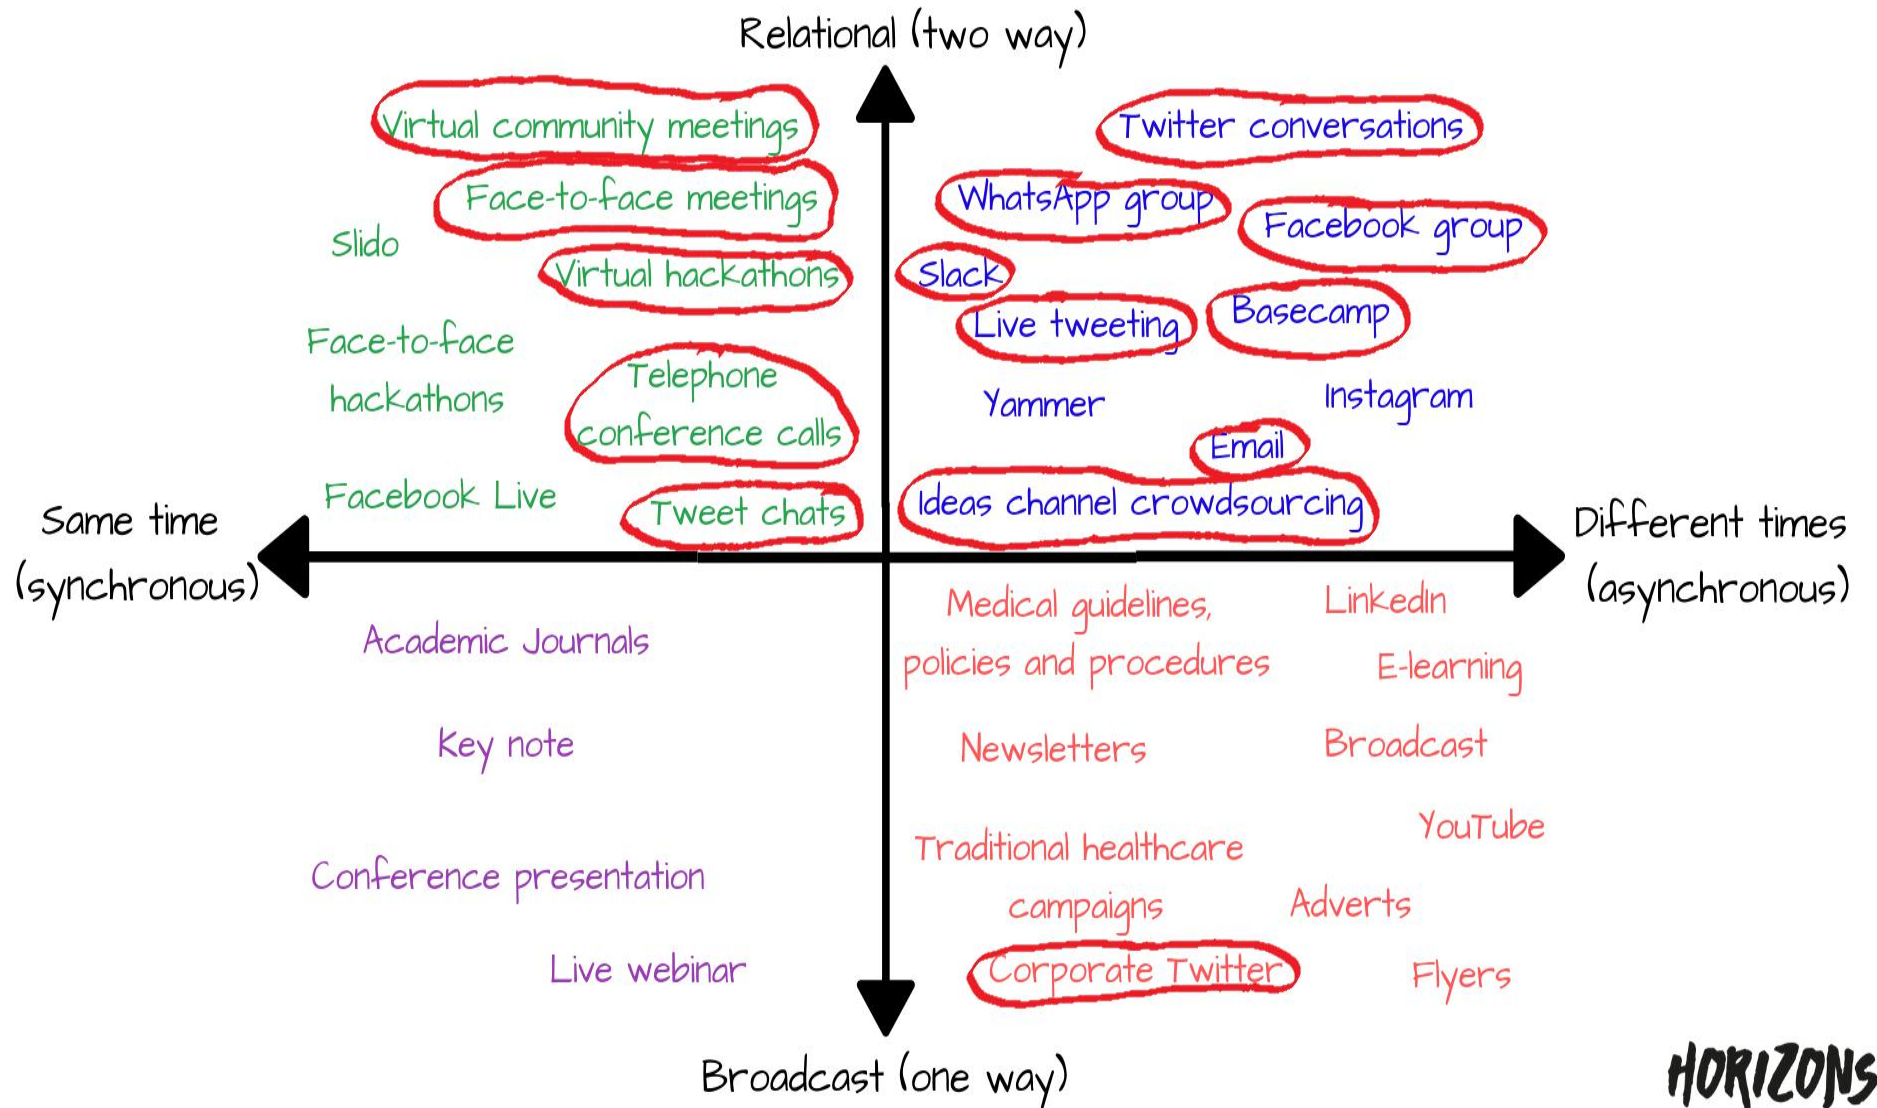 Relational (two way)
Virtual community meetings
Face-to-face meetings
Slido
Virtual hackathons
Face-to-face
hackathons
Telephone
conference calls
Facebook Live
Tweet chats
Twitter conversations
WhatsApp group
Facebook group
Slack
Live tweeting
Basecamp
Yammer
Instagram
Email
Ideas channel crowdsourcing
Same time
(synchronous)
Different times
(asynchronous)
Academic Journals
Key note
Conference presentation
Live webinar
Medical guidelines,
policies and procedures
LinkedIn
E-learning
Newsletters
Broadcast
YouTube
Traditional healthcare
campaigns
Adverts
Corporate Twitter
Flyers
Broadcast (one way)
HORIZONS